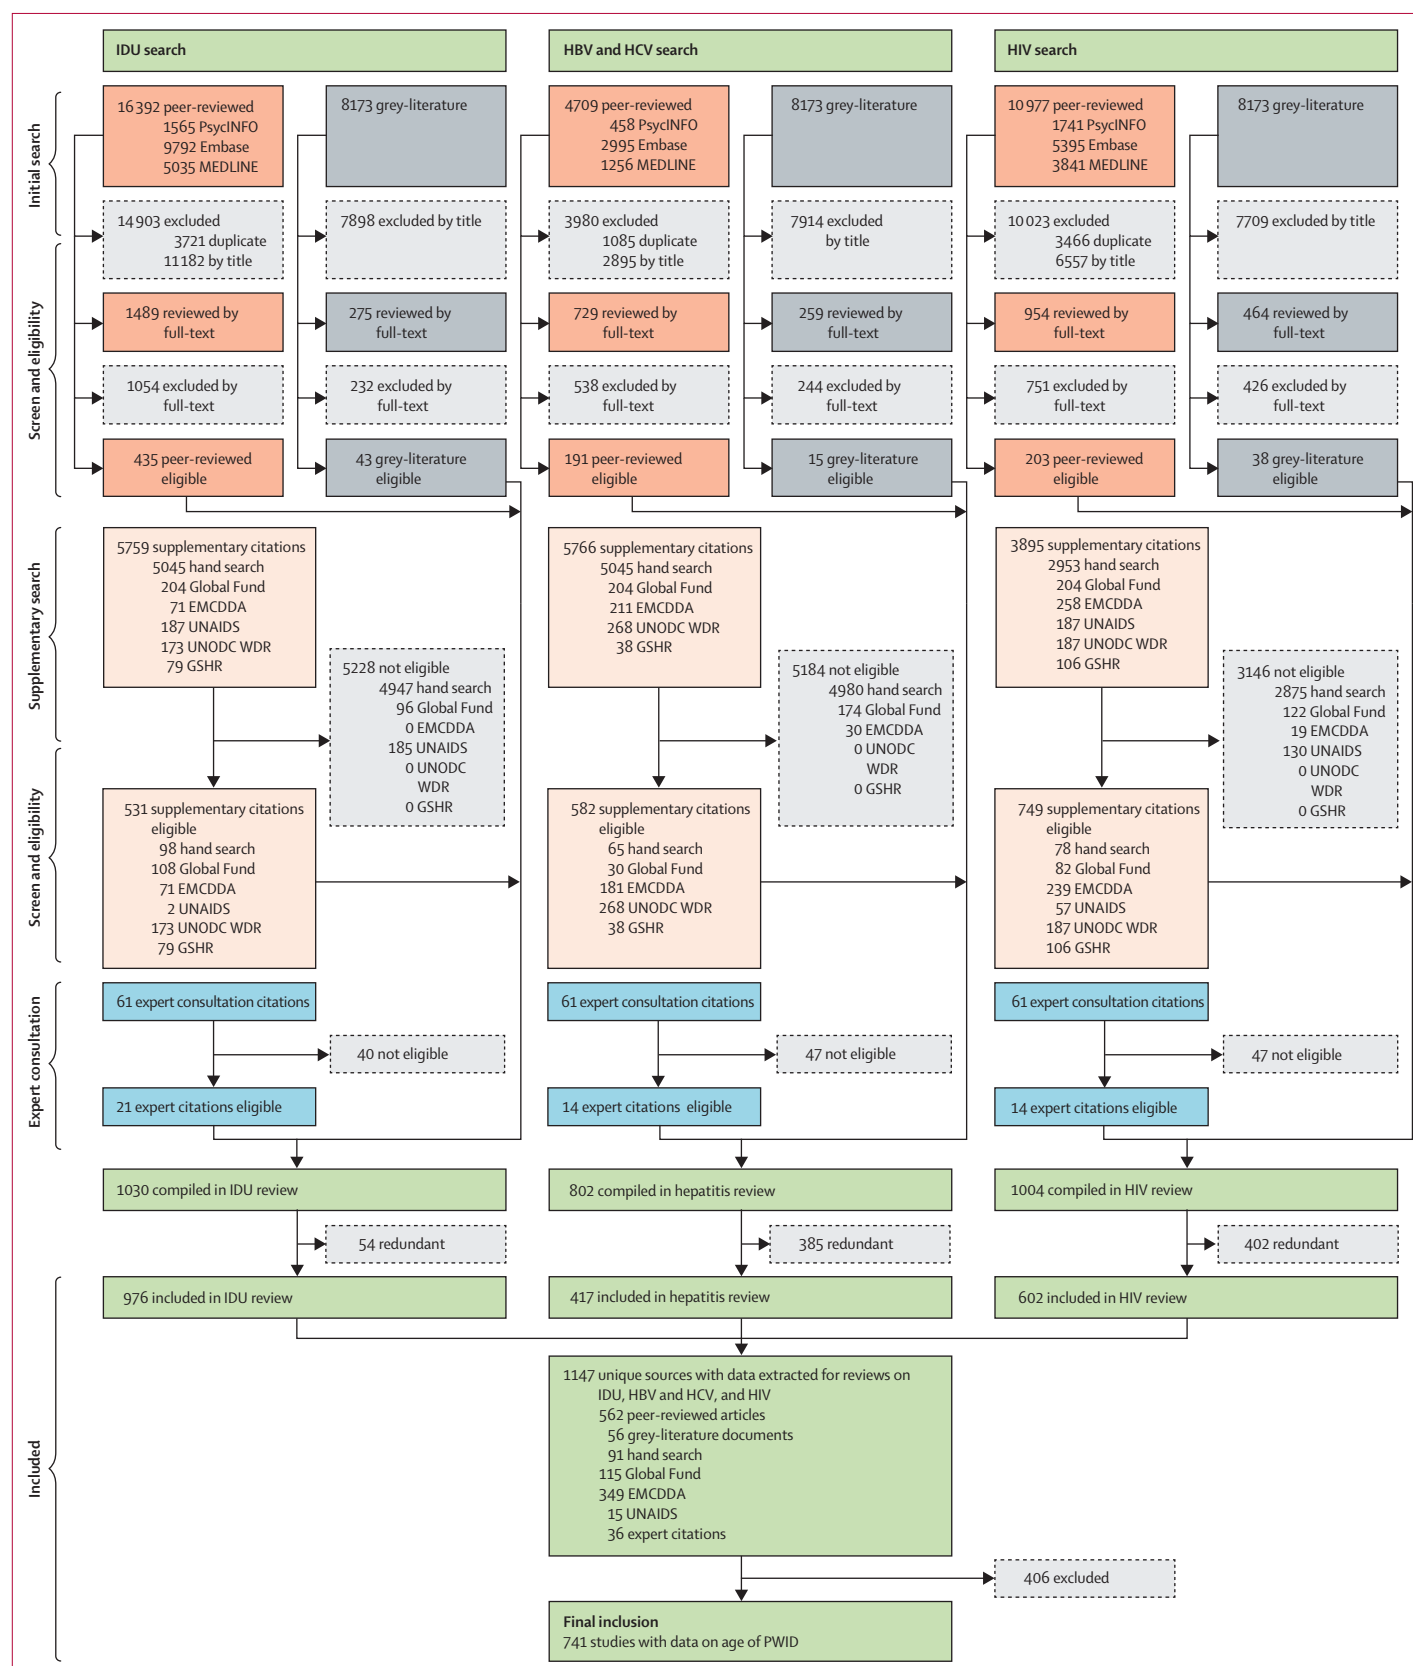 IDU search
HBV and HCV search
HIV search
Initial search
16 392 peer-reviewed
1565 PsycINFO
9792 Embase
5035 MEDLINE
8173 grey-literature
4709 peer-reviewed
458 PsycINFO
2995 Embase
1256 MEDLINE
8173 grey-literature
10 977 peer-reviewed
1741 PsycINFO
5395 Embase
3841 MEDLINE
8173 grey-literature
14 903 excluded
3721 duplicate
11 182 by title
7898 excluded by title
3980 excluded
1085 duplicate
2895 by title
7914 excluded
by title
10 023 excluded
3466 duplicate
6557 by title
7709 excluded by title
Screen and eligibility
1489 reviewed by
full-text
275 reviewed by
full-text
729 reviewed by
full-text
259 reviewed by
full-text
954 reviewed by
full-text
464 reviewed by
full-text
1054 excluded by
full-text
232 excluded by
full-text
538 excluded by
full-text
244 excluded by
full-text
751 excluded by
full-text
426 excluded by
full-text
435 peer-reviewed
eligible
43 grey-literature
eligible
191 peer-reviewed
eligible
15 grey-literature
eligible
203 peer-reviewed
eligible
38 grey-literature
eligible
Supplementary search
5759 supplementary citations
5045 hand search
204 Global Fund
71 EMCDDA
187 UNAIDS
173 UNODC WDR
79 GSHR
5228 not eligible
4947 hand search
96 Global Fund
0 EMCDDA
185 UNAIDS
0 UNODC
WDR
0 GSHR
5766 supplementary citations
5045 hand search
204 Global Fund
211 EMCDDA
268 UNODC WDR
38 GSHR
5184 not eligible
4980 hand search
174 Global Fund
30 EMCDDA
0 UNODC
WDR
0 GSHR
3895 supplementary citations
2953 hand search
204 Global Fund
258 EMCDDA
187 UNAIDS
187 UNODC WDR
106 GSHR
3146 not eligible
2875 hand search
122 Global Fund
19 EMCDDA
130 UNAIDS
0 UNODC
WDR
0 GSHR
Screen and eligibility
531 supplementary citations
eligible
98 hand search
108 Global Fund
71 EMCDDA
2 UNAIDS
173 UNODC WDR
79 GSHR
582 supplementary citations
eligible
65 hand search
30 Global Fund
181 EMCDDA
268 UNODC WDR
38 GSHR
749 supplementary citations
eligible
78 hand search
82 Global Fund
239 EMCDDA
57 UNAIDS
187 UNODC WDR
106 GSHR
Expert consultation
61 expert consultation citations
61 expert consultation citations
61 expert consultation citations
40 not eligible
47 not eligible
47 not eligible
21 expert citations eligible
14 expert citations eligible
14 expert citations eligible
1030 compiled in IDU review
802 compiled in hepatitis review
1004 compiled in HIV review
54 redundant
385 redundant
402 redundant
Included
976 included in IDU review
417 included in hepatitis review
602 included in HIV review
1147 unique sources with data extracted for reviews on
IDU, HBV and HCV, and HIV
562 peer-reviewed articles
56 grey-literature documents
91 hand search
115 Global Fund
349 EMCDDA
15 UNAIDS
36 expert citations
406 excluded
Final inclusion
741 studies with data on age of PWID